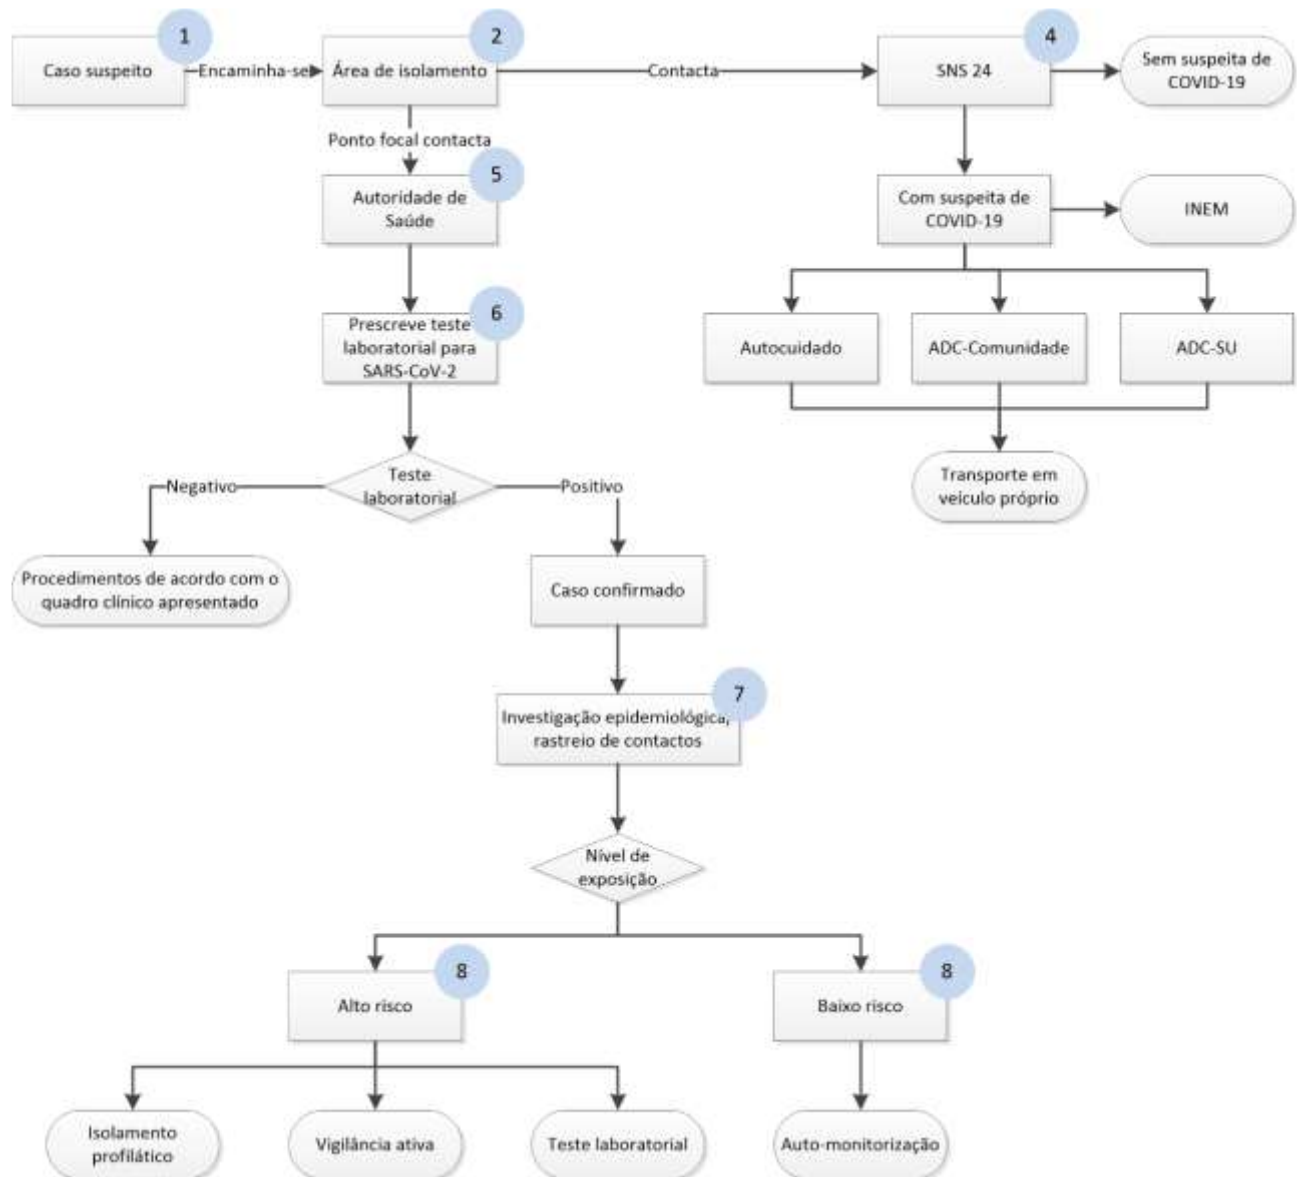 1
2
4
Caso suspeito
Encaminha-se
Área de isolamento
Contacta
SNS 24
Sem suspeita de
COVID-19
Ponto focal contacta
5
Autoridade de
Saúde
Com suspeita de
COVID-19
INEM
6
Prescreve teste
laboratorial para
SARS-CoV-2
Autocuidado
ADC-Comunidade
ADC-SU
Negativo
Teste
laboratorial
Positivo
Transporte em
veículo próprio
Procedimentos de acordo com o
quadro clínico apresentado
Caso confirmado
7
Investigação epidemiológica,
rastreio de contactos
Nível de
exposição
8
8
Alto risco
Baixo risco
Isolamento
profilático
Vigilância ativa
Teste laboratorial
Auto-monitorização